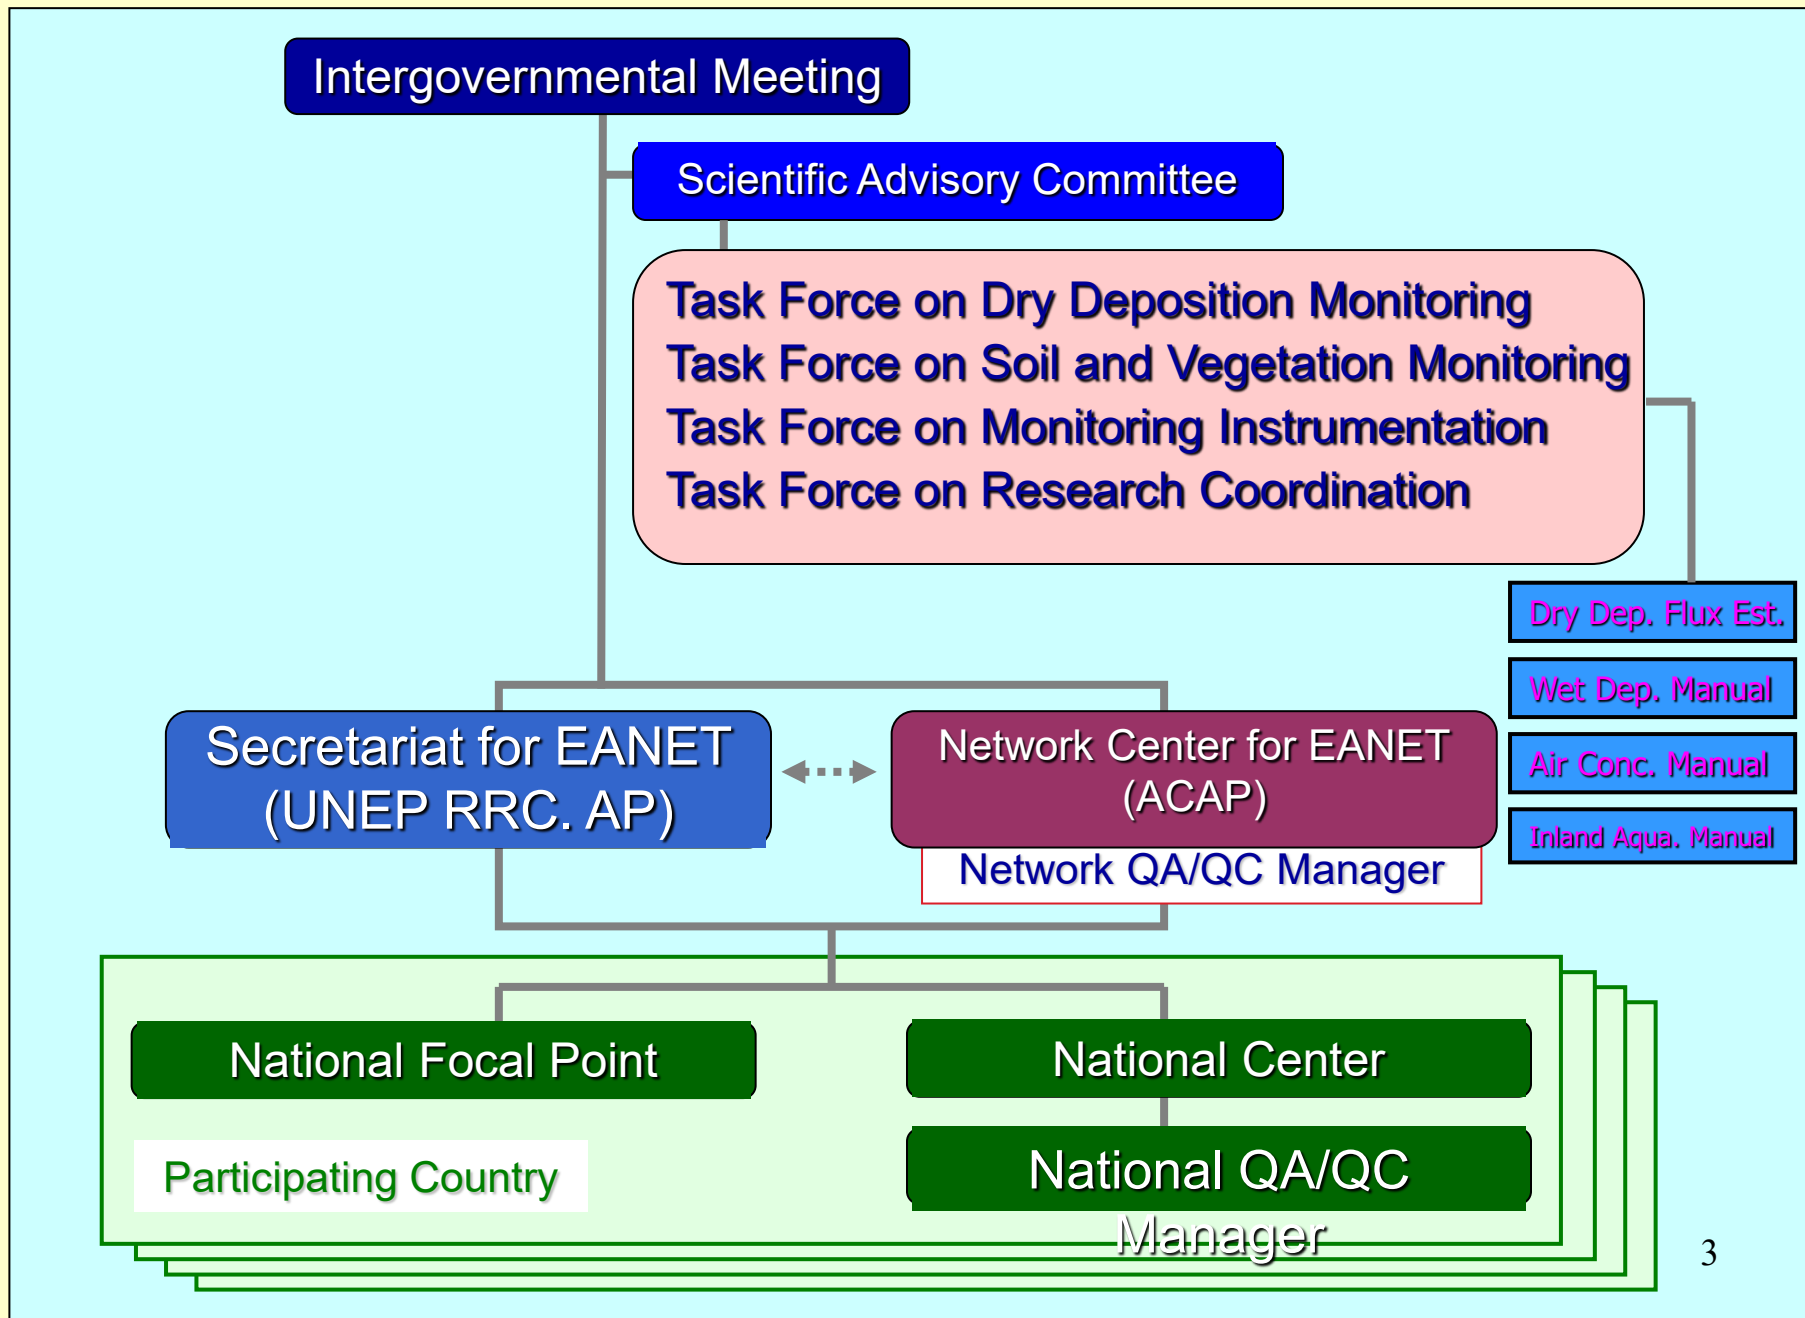 Intergovernmental Meeting
Scientific Advisory Committee
Task Force on Dry Deposition Monitoring
Task Force on Soil and Vegetation Monitoring
Task Force on Monitoring Instrumentation
Task Force on Research Coordination
Dry Dep. Flux Est.
Wet Dep. Manual
Air Conc. Manual
Inland Aqua. Manual
Secretariat for EANET
(UNEP RRC. AP)
Network Center for EANET
(ACAP)
Network QA/QC Manager
National Focal Point
National Center
Participating Country
National QA/QC
Manager
3